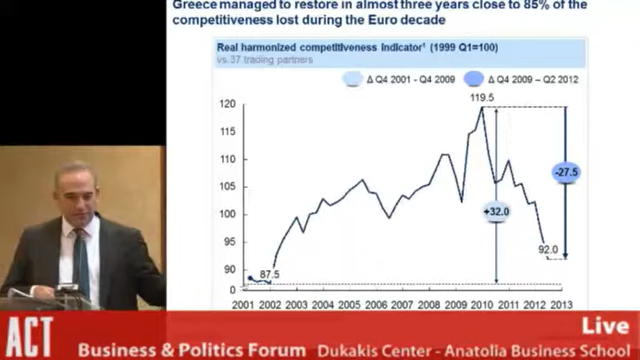 Greece managed to restore in almost three years close to 85% of the
competitiveness lost during the Euro decade
Real harmonized competitiveness indicator¹ (1999 Q1=100)
vs.37 trading partners
Δ Q4 2001 - Q4 2009
Δ Q4 2009 – Q2 2012
120
115
110
105
100
95
90
0
119.5
-27.5
+32.0
92.0
87.5
2001 2002 2003 2004 2005 2006 2007 2008 2009 2010 2011 2012 2013
Live
ACT
Business & Politics Forum Dukakis Center - Anatolia Business School